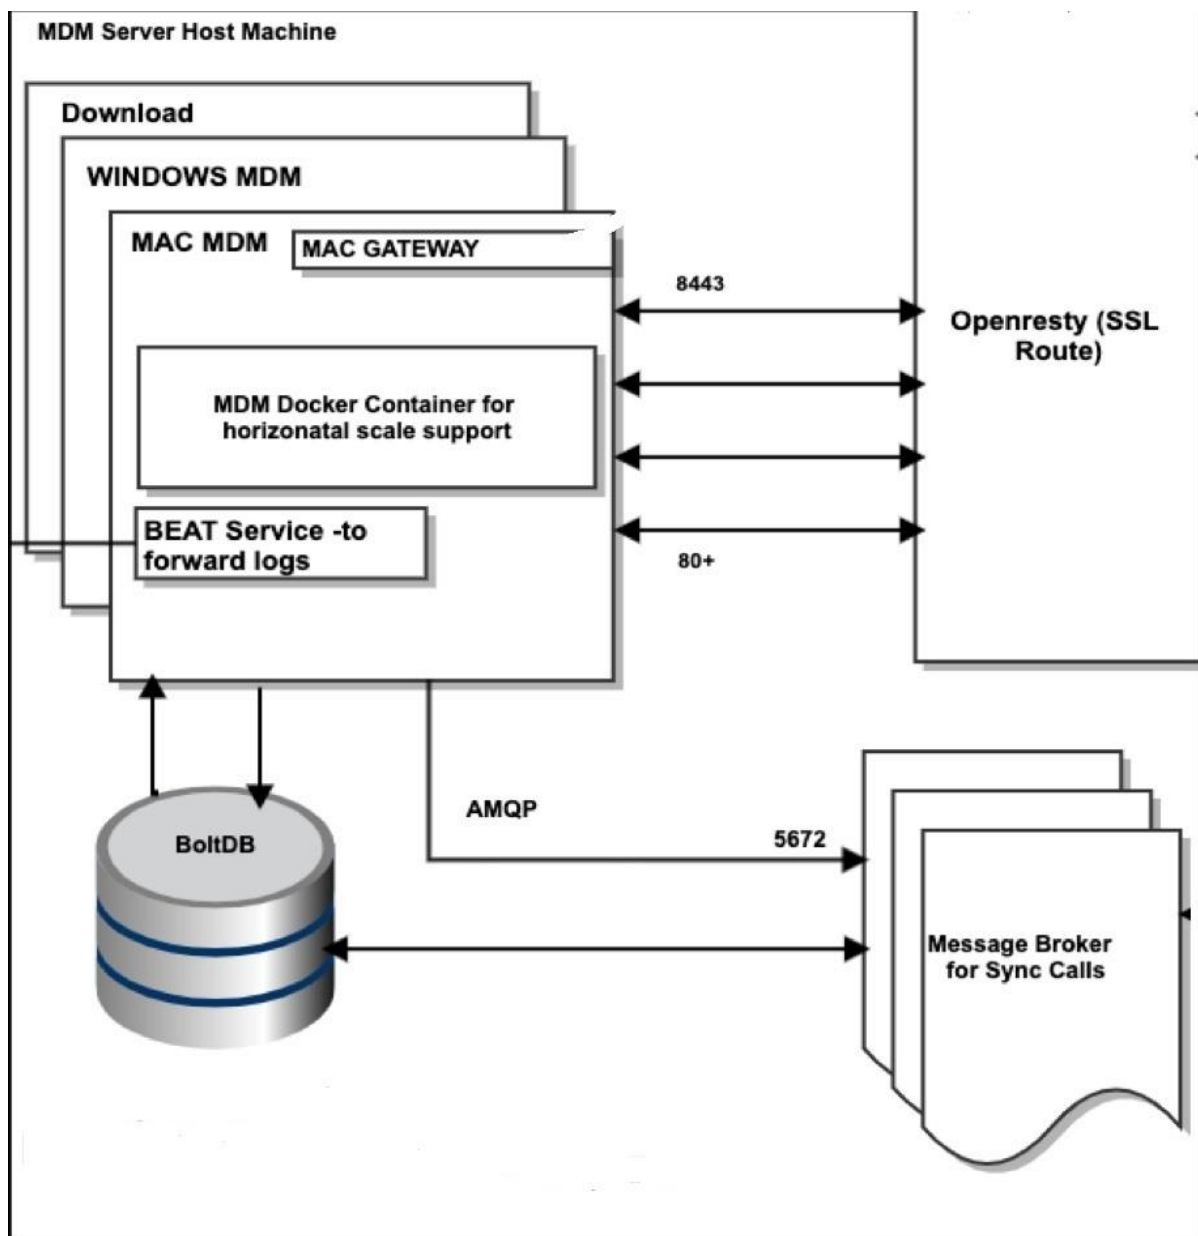 MDM Server Host Machine
Download
WINDOWS MDM
MAC MDM
MAC GATEWAY
8443
Openresty (SSL
Route)
MDM Docker Container for
horizonatal scale support
BEAT Service -to
forward logs
80+
AMQP
5672
BoltDB
Message Broker
for Sync Calls